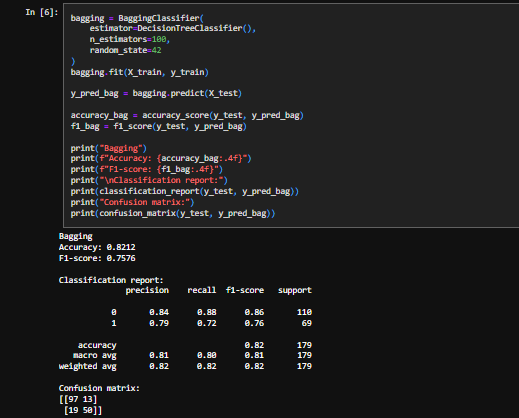 In [6]:
bagging = BaggingClassifier(
    estimator=DecisionTreeClassifier(),
    n_estimators=100,
    random_state=42
)
bagging.fit(X_train, y_train)

y_pred_bag = bagging.predict(X_test)

accuracy_bag = accuracy_score(y_test, y_pred_bag)
f1_bag = f1_score(y_test, y_pred_bag)

print("Bagging")
print(f"Accuracy: {accuracy_bag:.4f}")
print(f"F1-score: {f1_bag:.4f}")
print("\nClassification report:")
print(classification_report(y_test, y_pred_bag))
print("Confusion matrix:")
print(confusion_matrix(y_test, y_pred_bag))

Bagging
Accuracy: 0.8212
F1-score: 0.7576

Classification report:
              precision    recall  f1-score   support

           0       0.84      0.88      0.86       110
           1       0.79      0.72      0.76        69

    accuracy                           0.82       179
   macro avg       0.81      0.80      0.81       179
weighted avg       0.82      0.82      0.82       179

Confusion matrix:
[[97 13]
 [19 50]]